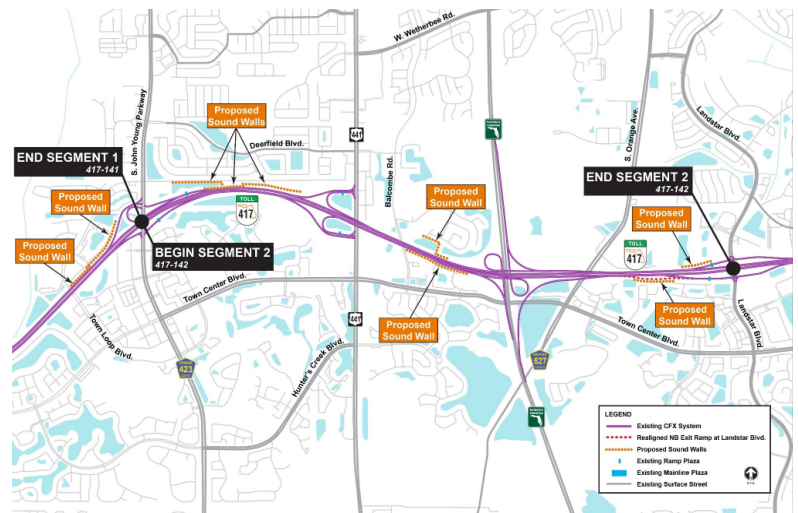 W. Wetherbee Rd.
S. John Young Parkway
Proposed
Sound Walls
441
FLORIDA'S
TURNPIKE
S. Orange Ave.
Landstar Blvd.
Deerfield Blvd.
END SEGMENT 1
417-141
Balcombe Rd.
END SEGMENT 2
417-142
Proposed
Sound Wall
TOLL
417
Proposed
Sound Wall
Proposed
Sound Wall
Proposed
Sound Wall
BEGIN SEGMENT 2
417-142
TOLL
417
Town Center Blvd.
441
Proposed
Sound Wall
Proposed
Sound Wall
Landstar Blvd.
Town Loop Blvd.
Town Center Blvd.
423
Hunter's Creek Blvd.
527
FLORIDA'S
TURNPIKE
LEGEND
Existing CFX System
Realigned NB Exit Ramp at Landstar Blvd.
Proposed Sound Walls
Existing Ramp Plaza
Existing Mainline Plaza
Existing Surface Street